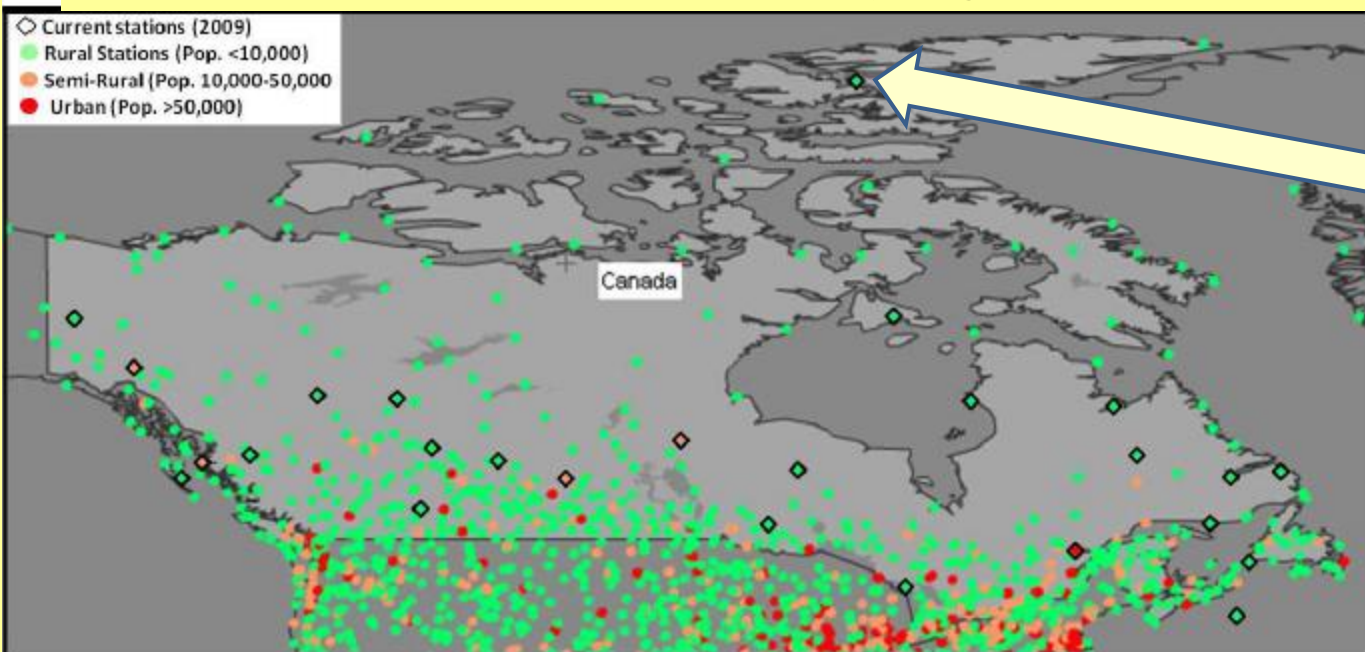 Current stations (2009)
Rural Stations (Pop. <10,000)
Semi-Rural (Pop. 10,000-50,000
Urban (Pop. >50,000)
Canada